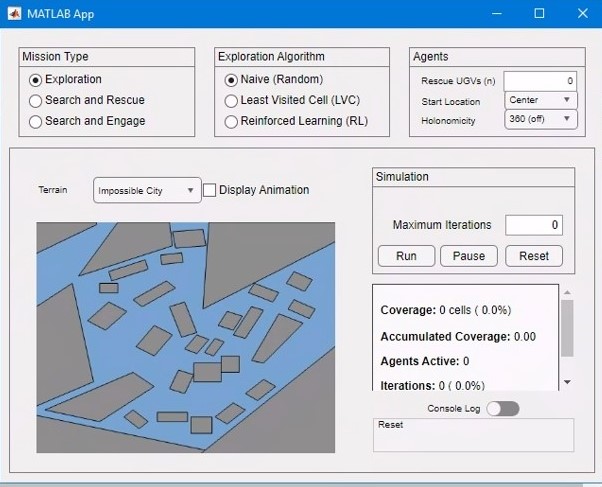 MATLAB App
Mission Type
Exploration
Search and Rescue
Search and Engage
Exploration Algorithm
Naive (Random)
Least Visited Cell (LVC)
Reinforced Learning (RL)
Agents
Rescue UGVs (n) 0
Start Location Center
Holonomicity 360 (off)
Terrain Impossible City Display Animation
Simulation
Maximum Iterations 0
Run Pause Reset
Coverage: 0 cells ( 0.0%)
Accumulated Coverage: 0.00
Agents Active: 0
Iterations: 0 ( 0.0%)
Console Log
Reset